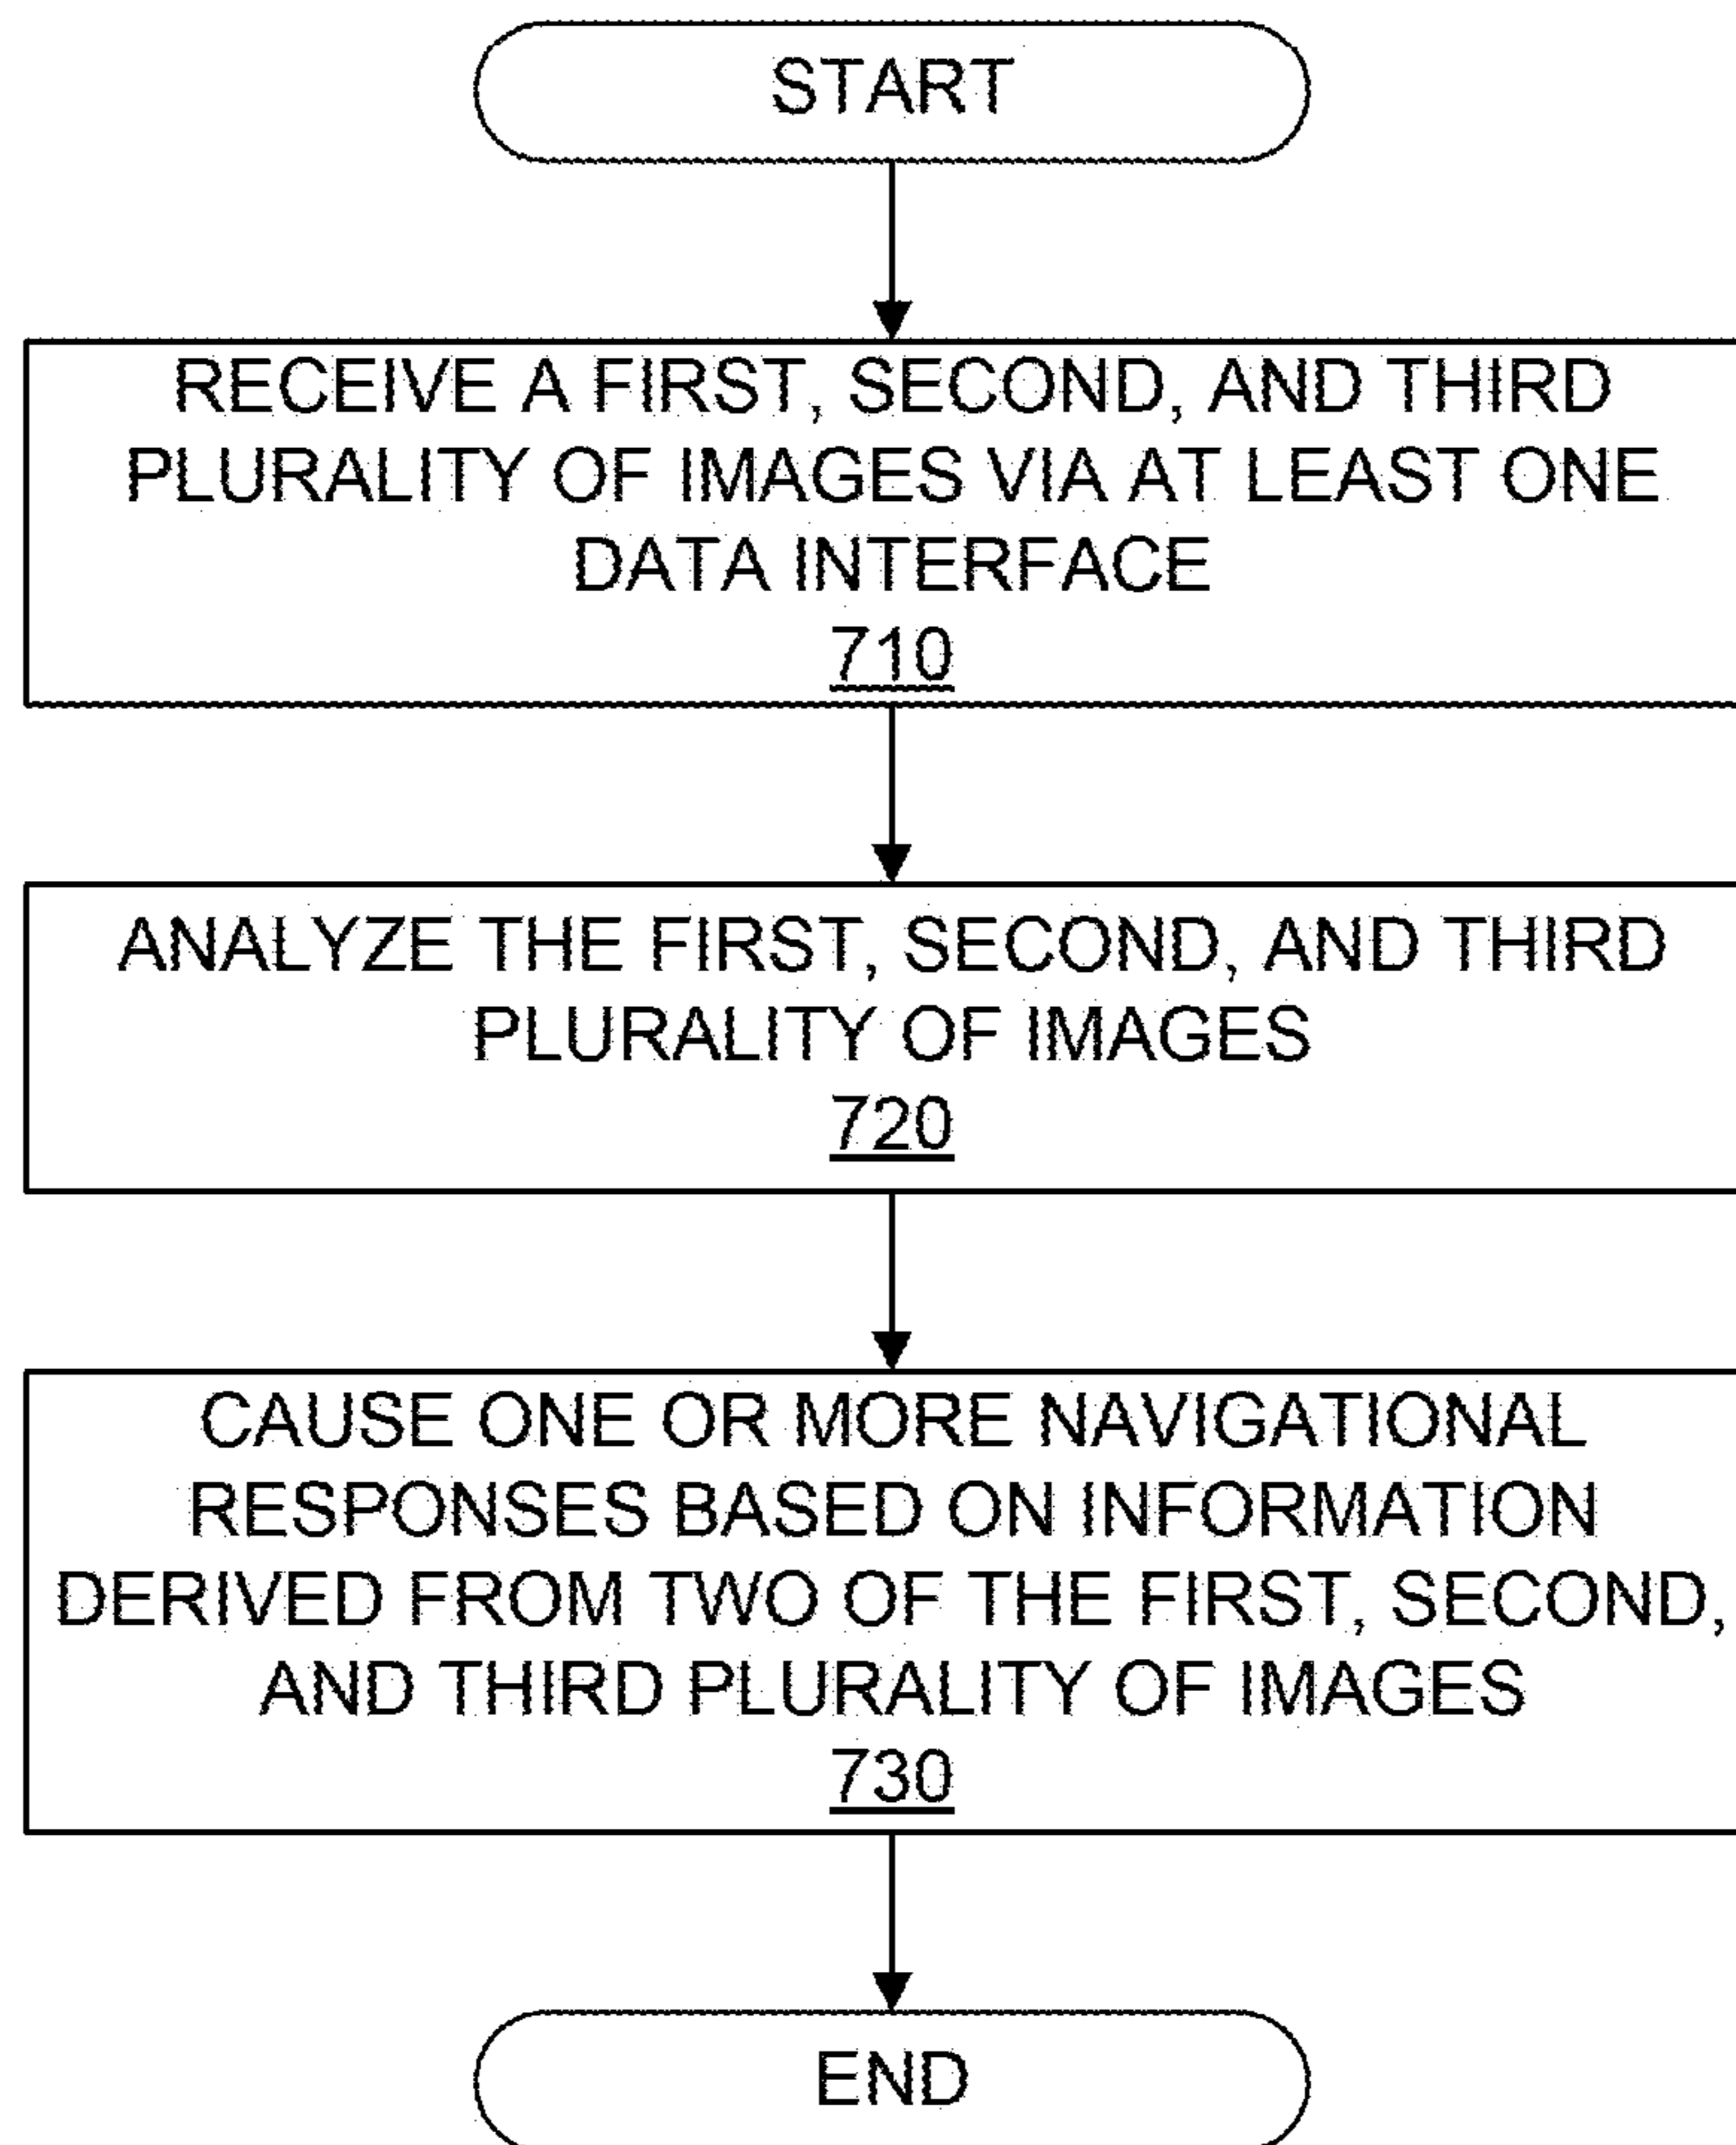 START
RECEIVE A FIRST, SECOND, AND THIRD
PLURALITY OF IMAGES VIA AT LEAST ONE
DATA INTERFACE
710
ANALYZE THE FIRST, SECOND, AND THIRD
PLURALITY OF IMAGES
720
CAUSE ONE OR MORE NAVIGATIONAL
RESPONSES BASED ON INFORMATION
DERIVED FROM TWO OF THE FIRST, SECOND,
AND THIRD PLURALITY OF IMAGES
730
END